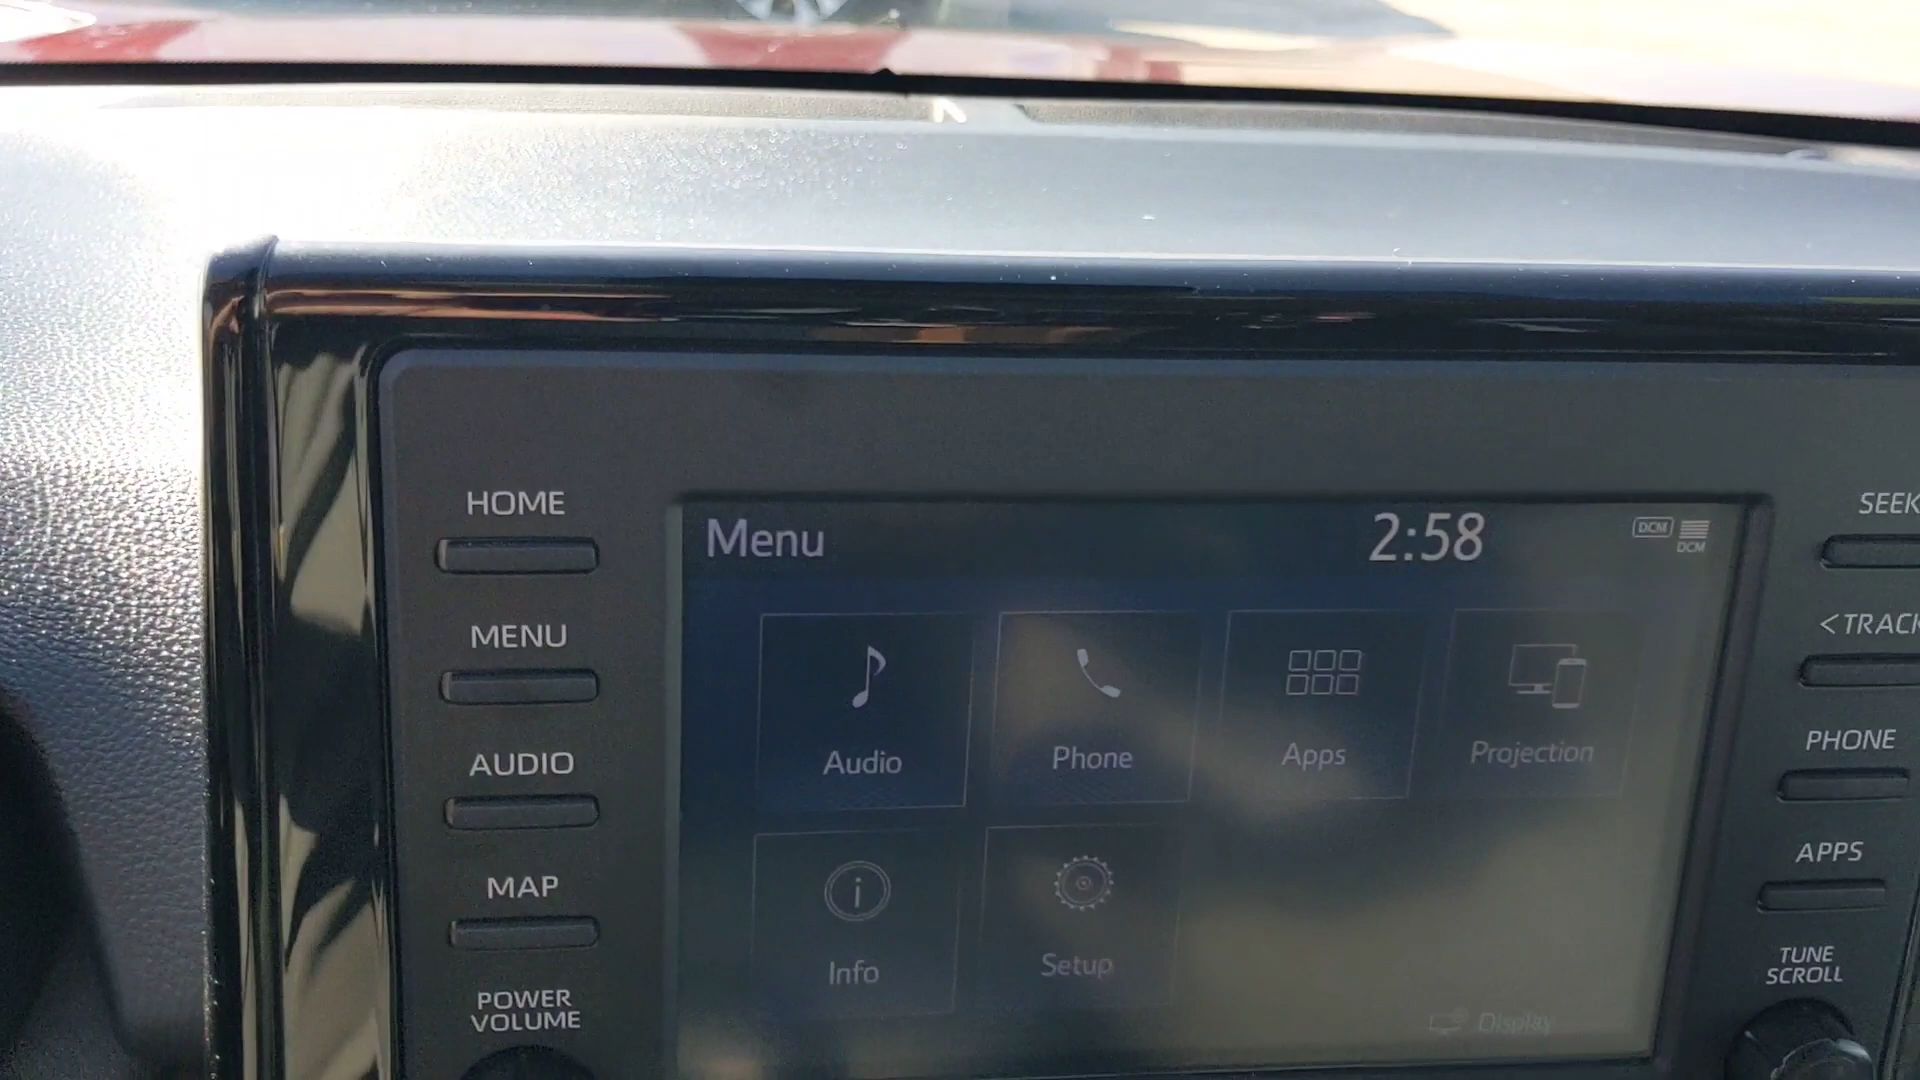 HOME
MENU
AUDIO
MAP
POWER
VOLUME
Menu
2:58
DCM
DCM
Audio
Phone
Apps
Projection
Info
Setup
Display
SEEK
<TRACK
PHONE
APPS
TUNE
SCROLL